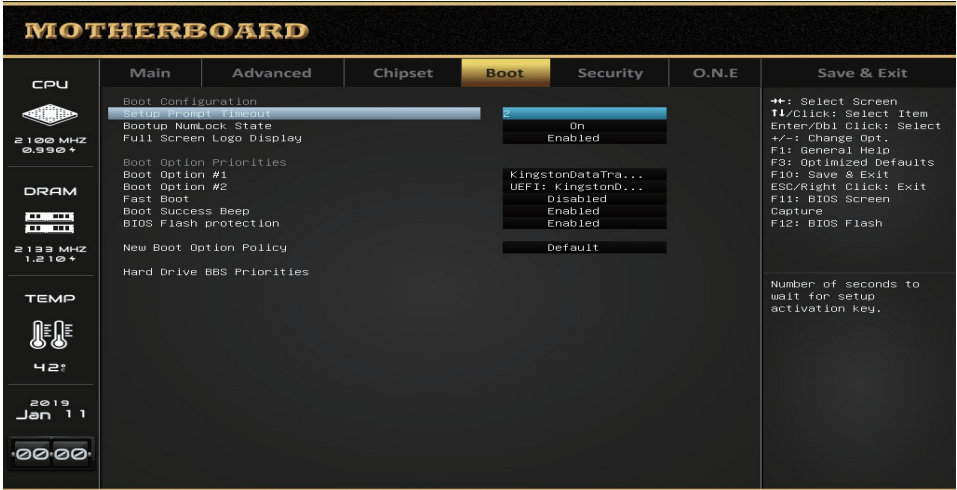 MOTHERBOARD
Main Advanced Chipset Boot Security O.N.E Save & Exit
CPU
2100 MHZ
0.990⚡
DRAM
2133 MHZ
1.210⚡
TEMP
42°
2019
Jan 11
00:00
Boot Configuration
Setup Prompt Timeout 2
Bootup NumLock State On
Full Screen Logo Display Enabled
Boot Option Priorities
Boot Option #1 KingstonDataTra...
Boot Option #2 UEFI: KingstonD...
Fast Boot Disabled
Boot Success Beep Enabled
BIOS Flash protection Enabled
New Boot Option Policy Default
Hard Drive BBS Priorities
→←: Select Screen
↑↓/Click: Select Item
Enter/Dbl Click: Select
+/-: Change Opt.
F1: General Help
F3: Optimized Defaults
F10: Save & Exit
ESC/Right Click: Exit
F11: BIOS Screen
Capture
F12: BIOS Flash
Number of seconds to
wait for setup
activation key.